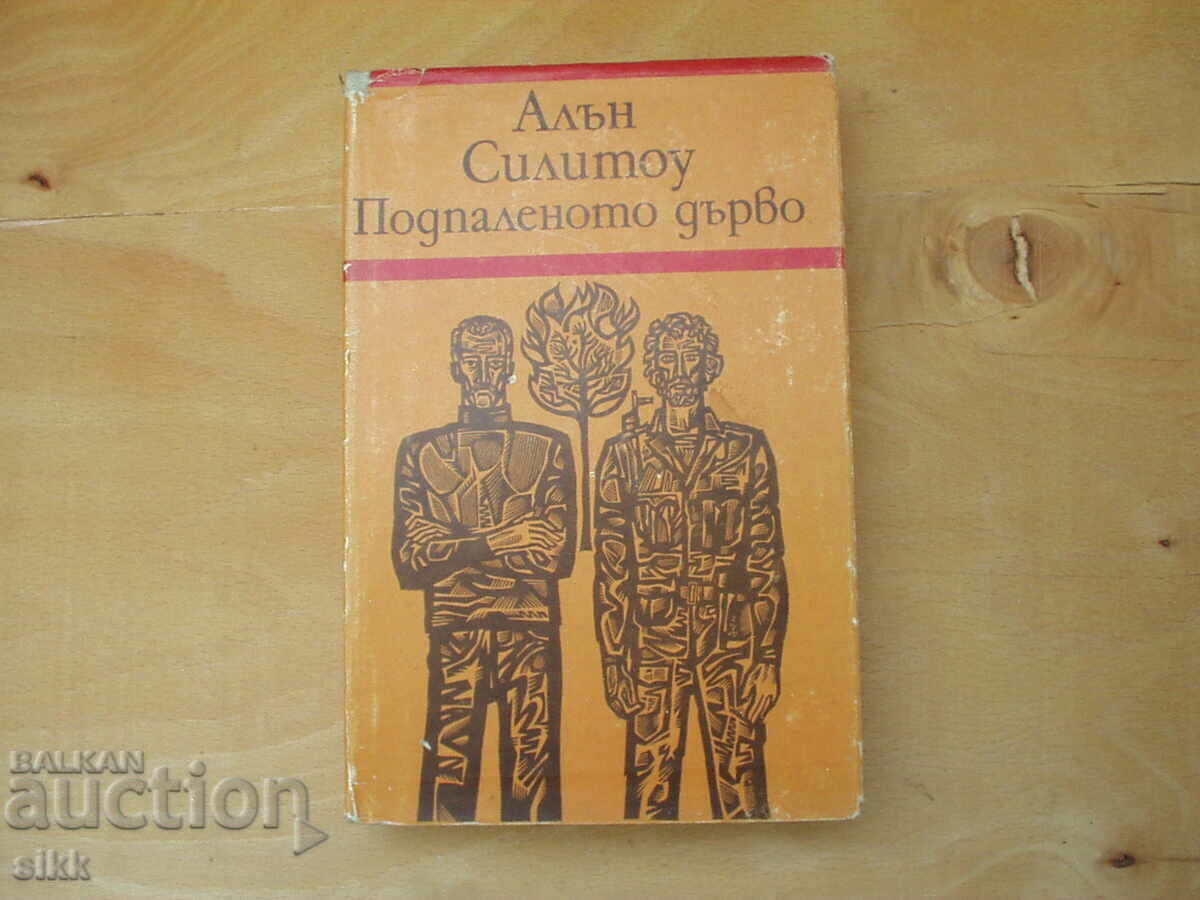 Алън
Силитоу
Подпаленото дърво
BALKAN
auction
sikk